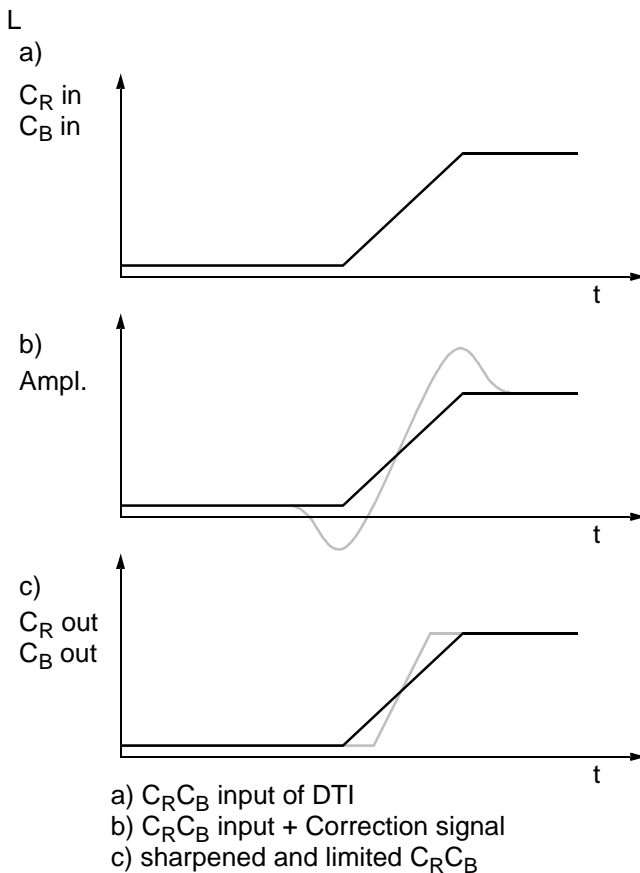 L
a)
C_R in
C_B in
t
b)
Ampl.
t
c)
C_R out
C_B out
t
a) C_RC_B input of DTI
b) C_RC_B input + Correction signal
c) sharpened and limited C_RC_B